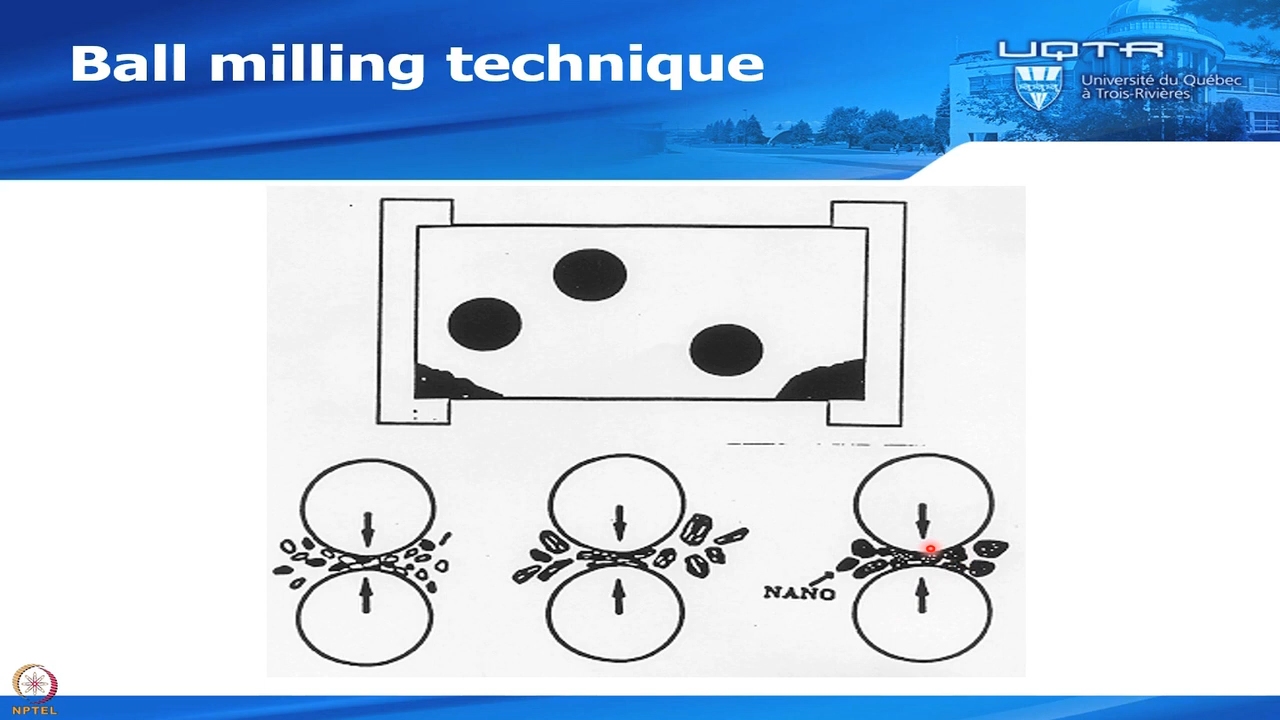 Ball milling technique
UQTR
Université du Québec
à Trois-Rivières
NANO
NPTEL